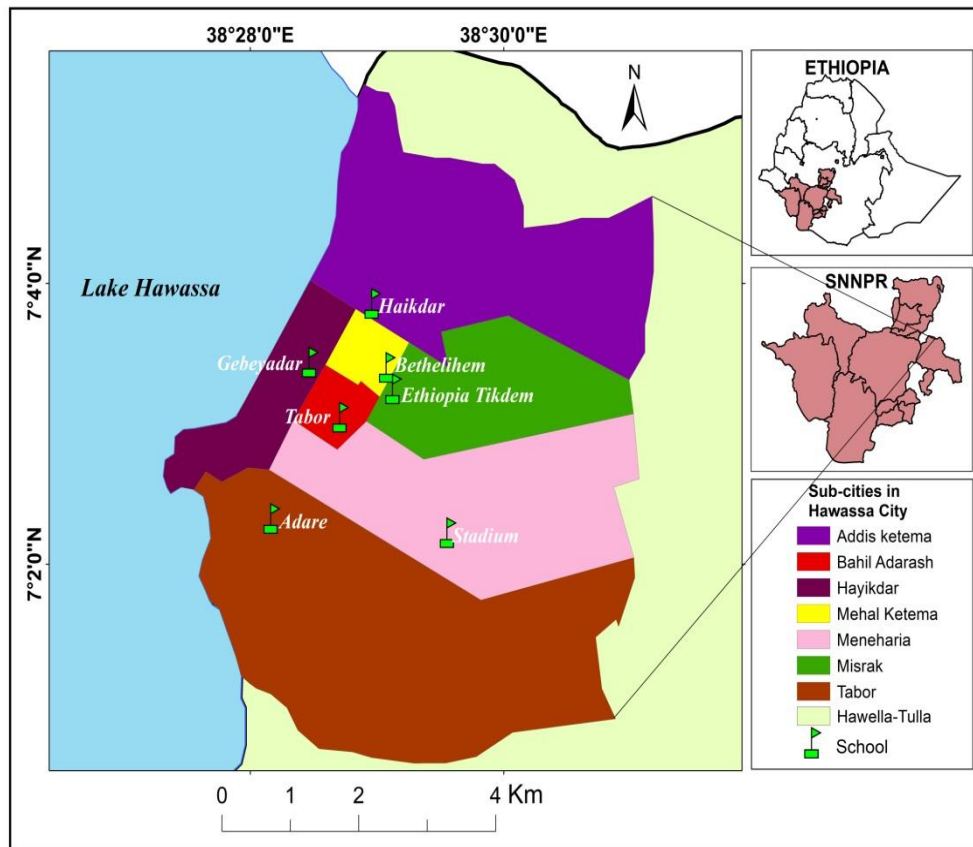 38°28'0"E
38°30'0"E
N
ETHIOPIA
7°4'0"N
Lake Hawassa
Haikdar
SNNPR
Gebeyadar
Bethelihem
Ethiopia Tikdem
Tabor
Adare
Stadium
7°2'0"N
Sub-cities in
Hawassa City
Addis ketema
Bahil Adarash
Hayikdar
Mehal Ketema
Meneharia
Misrak
Tabor
Hawella-Tulla
School
0 1 2 4 Km